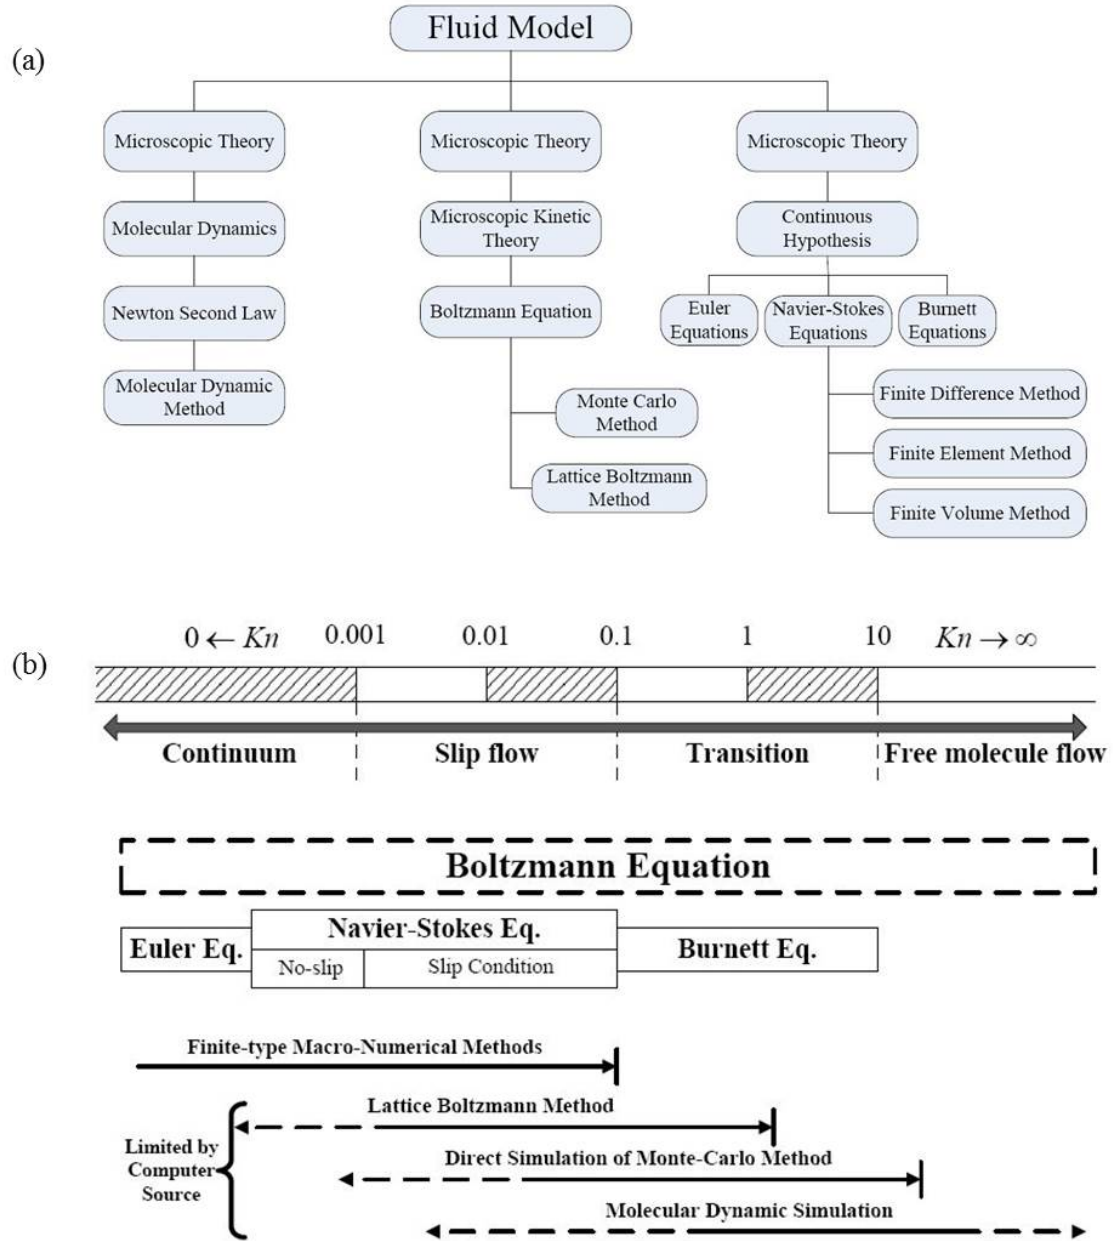 (a)
Fluid Model
Microscopic Theory
Microscopic Theory
Microscopic Theory
Molecular Dynamics
Microscopic Kinetic
Theory
Continuous
Hypothesis
Newton Second Law
Boltzmann Equation
Euler
Equations
Navier-Stokes
Equations
Burnett
Equations
Molecular Dynamic
Method
Monte Carlo
Method
Lattice Boltzmann
Method
Finite Difference Method
Finite Element Method
Finite Volume Method
(b)
0 ← Kn 0.001 0.01 0.1 1 10 Kn → ∞
Continuum Slip flow Transition Free molecule flow
Boltzmann Equation
Euler Eq.
Navier-Stokes Eq.
No-slip
Slip Condition
Burnett Eq.
Finite-type Macro-Numerical Methods
Lattice Boltzmann Method
Limited by
Computer
Source
Direct Simulation of Monte-Carlo Method
Molecular Dynamic Simulation